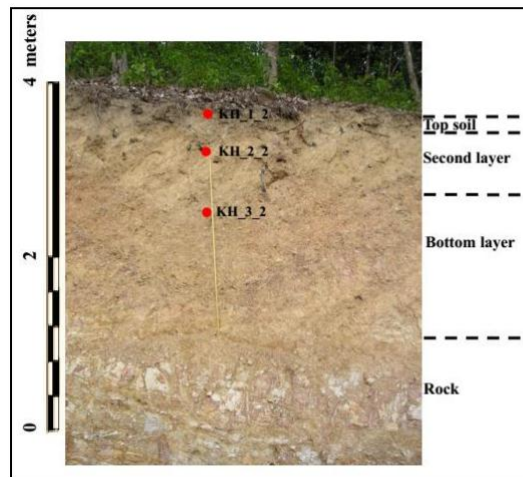 4 meters
KH_1_2
Top soil
KH_2_2
Second layer
KH_3_2
2
Bottom layer
Rock
0